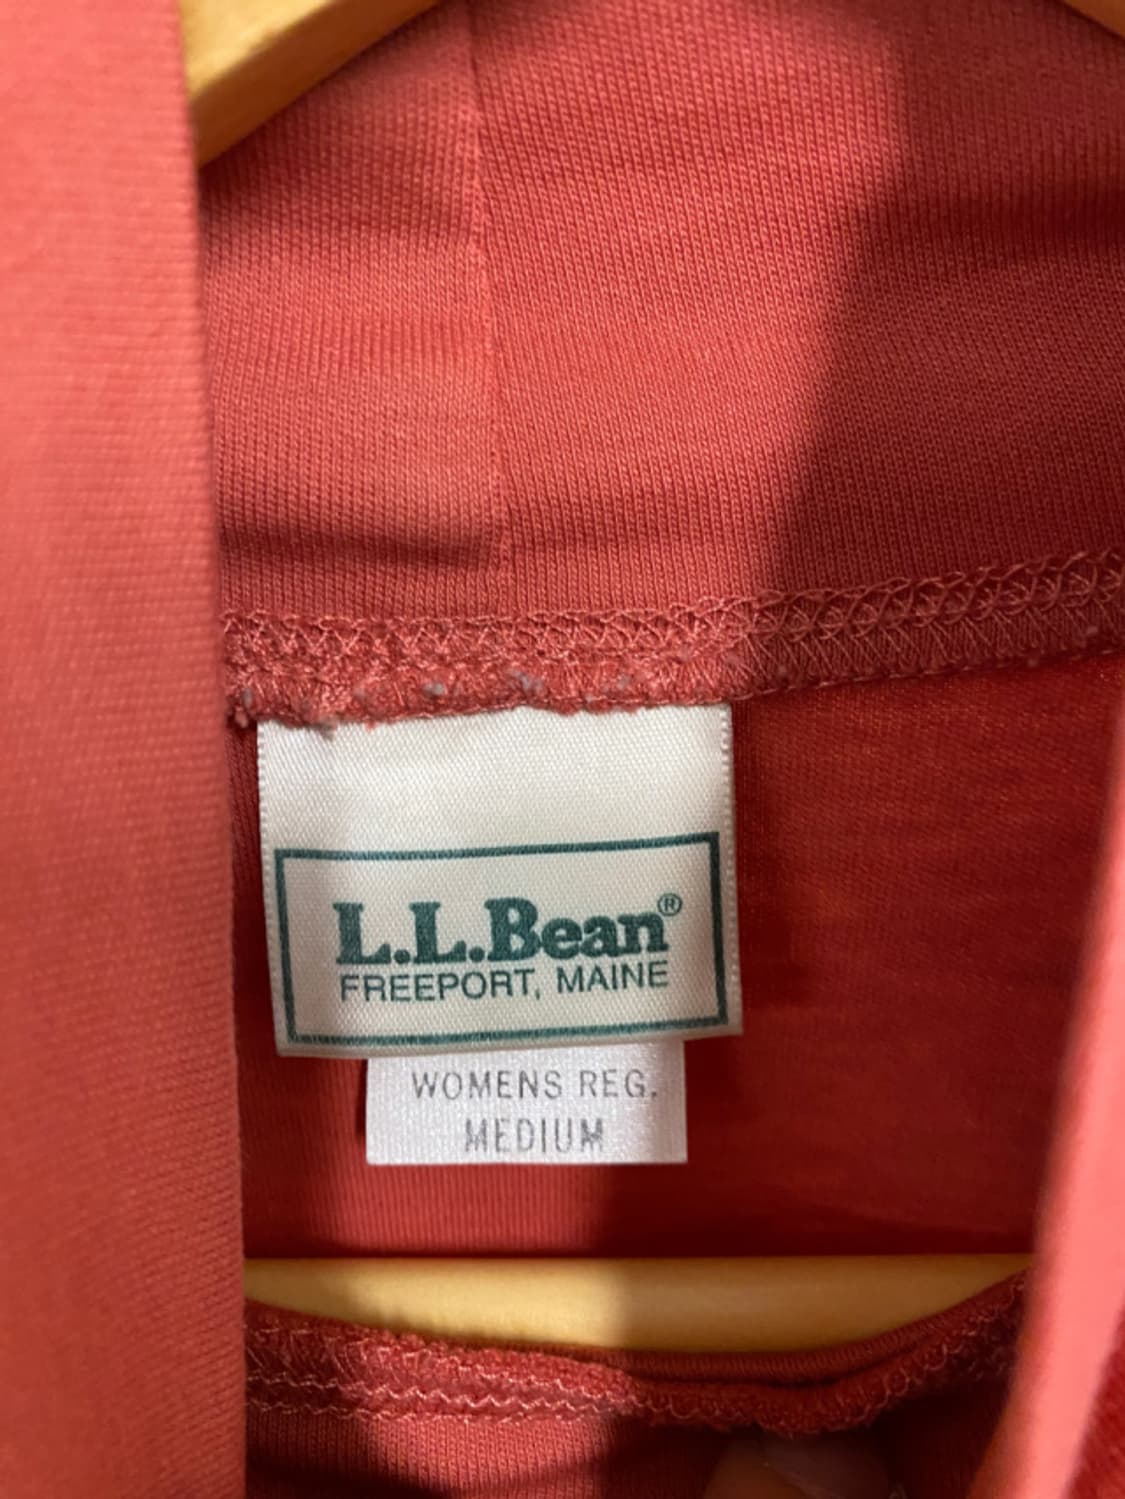 L.L.Bean®
FREEPORT, MAINE
WOMENS REG.
MEDIUM